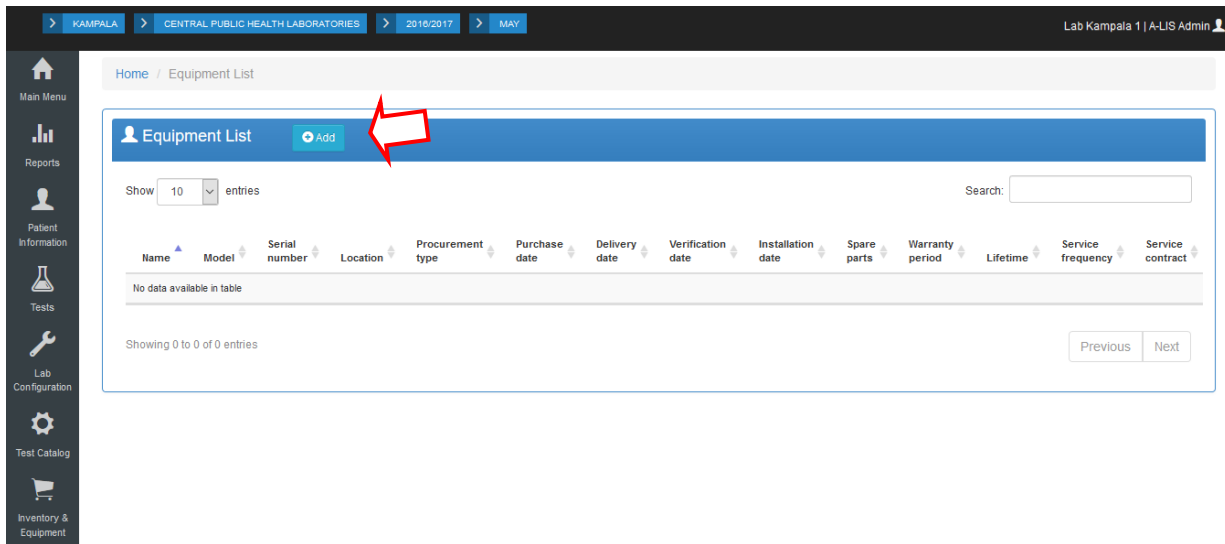 KAMPALA CENTRAL PUBLIC HEALTH LABORATORIES 2016/2017 MAY
Lab Kampala 1 | A-LIS Admin
Main Menu
Reports
Patient
Information
Tests
Lab
Configuration
Test Catalog
Inventory &
Equipment
Home / Equipment List
Equipment List Add
Show 10 entries Search:
Name Model Serial number Location Procurement type Purchase date Delivery date Verification date Installation date Spare parts Warranty period Lifetime Service frequency Service contract
No data available in table
Showing 0 to 0 of 0 entries
Previous Next